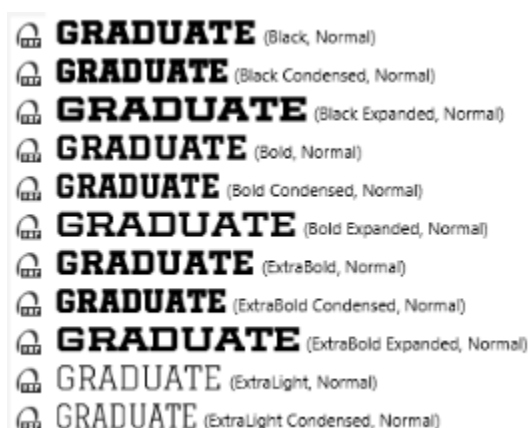 GRADUATE (Black, Normal)
GRADUATE (Black Condensed, Normal)
GRADUATE (Black Expanded, Normal)
GRADUATE (Bold, Normal)
GRADUATE (Bold Condensed, Normal)
GRADUATE (Bold Expanded, Normal)
GRADUATE (ExtraBold, Normal)
GRADUATE (ExtraBold Condensed, Normal)
GRADUATE (ExtraBold Expanded, Normal)
GRADUATE (ExtraLight, Normal)
GRADUATE (ExtraLight Condensed, Normal)